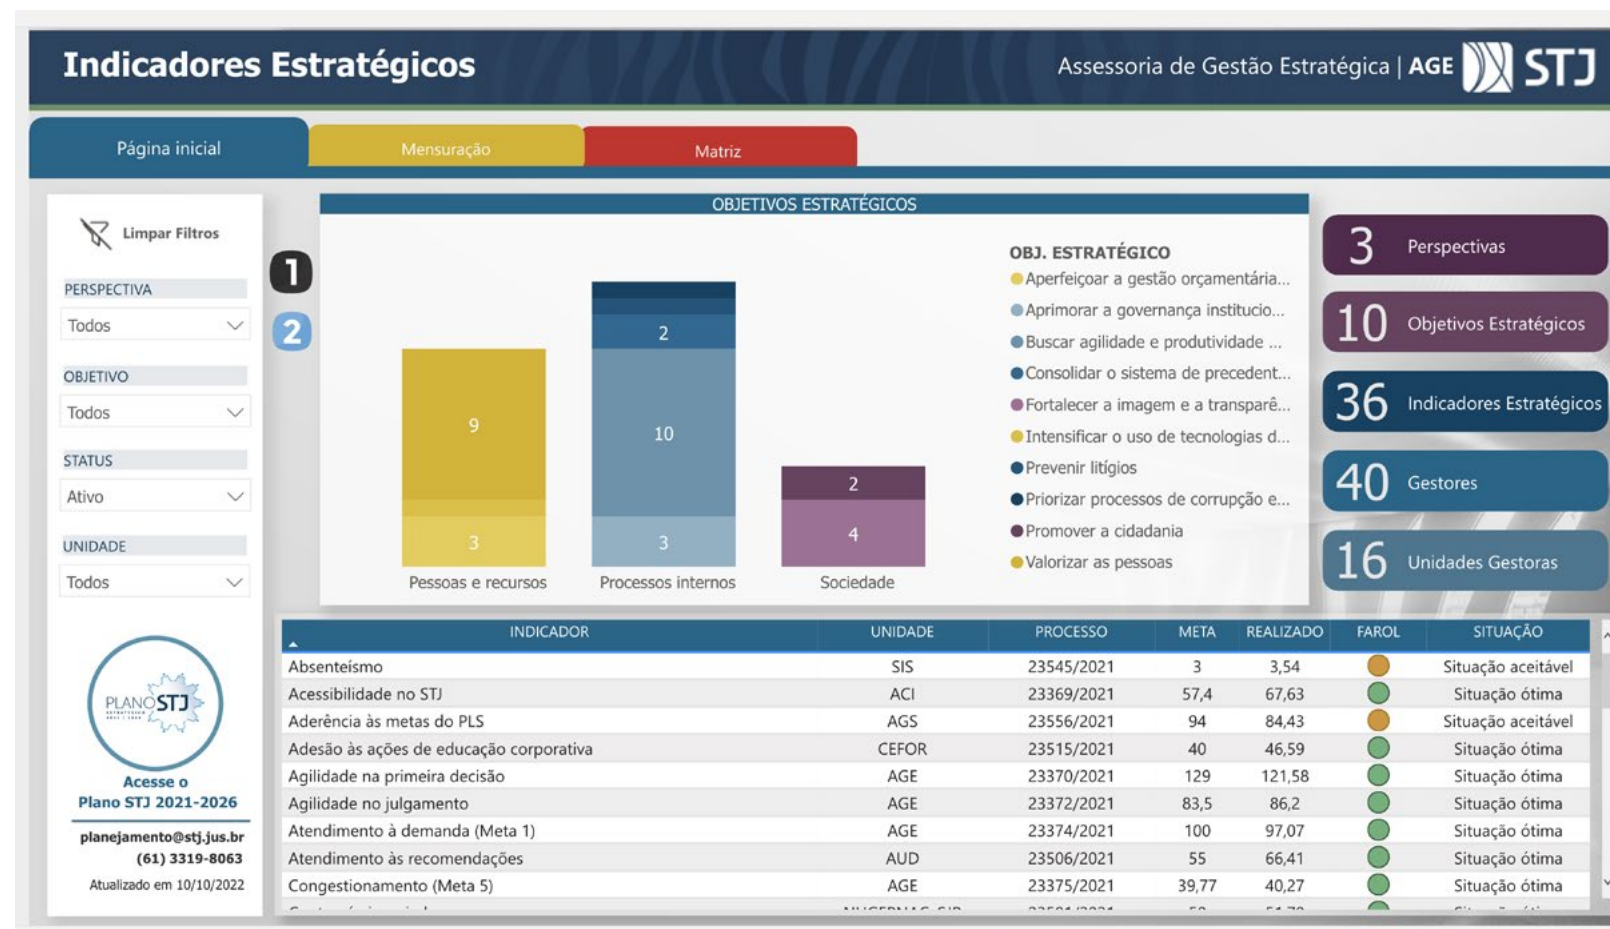 Indicadores Estratégicos
Assessoria de Gestão Estratégica | AGE STJ
Página inicial
Mensuração
Matriz
Limpar Filtros
PERSPECTIVA
Todos
OBJETIVO
Todos
STATUS
Ativo
UNIDADE
Todos
PLANO STJ
Acesse o
Plano STJ 2021-2026
planejamento@stj.jus.br
(61) 3319-8063
Atualizado em 10/10/2022
1
2
OBJETIVOS ESTRATÉGICOS
9
3
Pessoas e recursos
2
10
3
Processos internos
2
4
Sociedade
OBJ. ESTRATÉGICO
Aperfeiçoar a gestão orçamentária...
Aprimorar a governança institucio...
Buscar agilidade e produtividade ...
Consolidar o sistema de precedent...
Fortalecer a imagem e a transparê...
Intensificar o uso de tecnologias d...
Prevenir litígios
Priorizar processos de corrupção e...
Promover a cidadania
Valorizar as pessoas
3 Perspectivas
10 Objetivos Estratégicos
36 Indicadores Estratégicos
40 Gestores
16 Unidades Gestoras
INDICADOR UNIDADE PROCESSO META REALIZADO FAROL SITUAÇÃO
Absenteísmo SIS 23545/2021 3 3,54 Situação aceitável
Acessibilidade no STJ ACI 23369/2021 57,4 67,63 Situação ótima
Aderência às metas do PLS AGS 23556/2021 94 84,43 Situação aceitável
Adesão às ações de educação corporativa CEFOR 23515/2021 40 46,59 Situação ótima
Agilidade na primeira decisão AGE 23370/2021 129 121,58 Situação ótima
Agilidade no julgamento AGE 23372/2021 83,5 86,2 Situação ótima
Atendimento à demanda (Meta 1) AGE 23374/2021 100 97,07 Situação ótima
Atendimento às recomendações AUD 23506/2021 55 66,41 Situação ótima
Congestionamento (Meta 5) AGE 23375/2021 39,77 40,27 Situação ótima